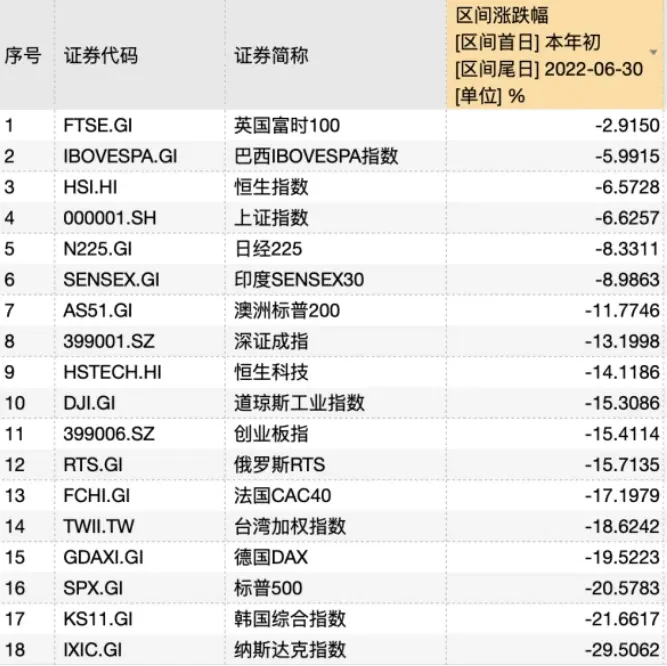 序号 证券代码 证券简称 区间涨跌幅
[区间首日] 本年初
[区间尾日] 2022-06-30
[单位] %
1 FTSE.GI 英国富时100 -2.9150
2 IBOVESPA.GI 巴西IBOVESPA指数 -5.9915
3 HSI.HI 恒生指数 -6.5728
4 000001.SH 上证指数 -6.6257
5 N225.GI 日经225 -8.3311
6 SENSEX.GI 印度SENSEX30 -8.9863
7 AS51.GI 澳洲标普200 -11.7746
8 399001.SZ 深证成指 -13.1998
9 HSTECH.HI 恒生科技 -14.1186
10 DJI.GI 道琼斯工业指数 -15.3086
11 399006.SZ 创业板指 -15.4114
12 RTS.GI 俄罗斯RTS -15.7135
13 FCHI.GI 法国CAC40 -17.1979
14 TWII.TW 台湾加权指数 -18.6242
15 GDAXI.GI 德国DAX -19.5223
16 SPX.GI 标普500 -20.5783
17 KS11.GI 韩国综合指数 -21.6617
18 IXIC.GI 纳斯达克指数 -29.5062